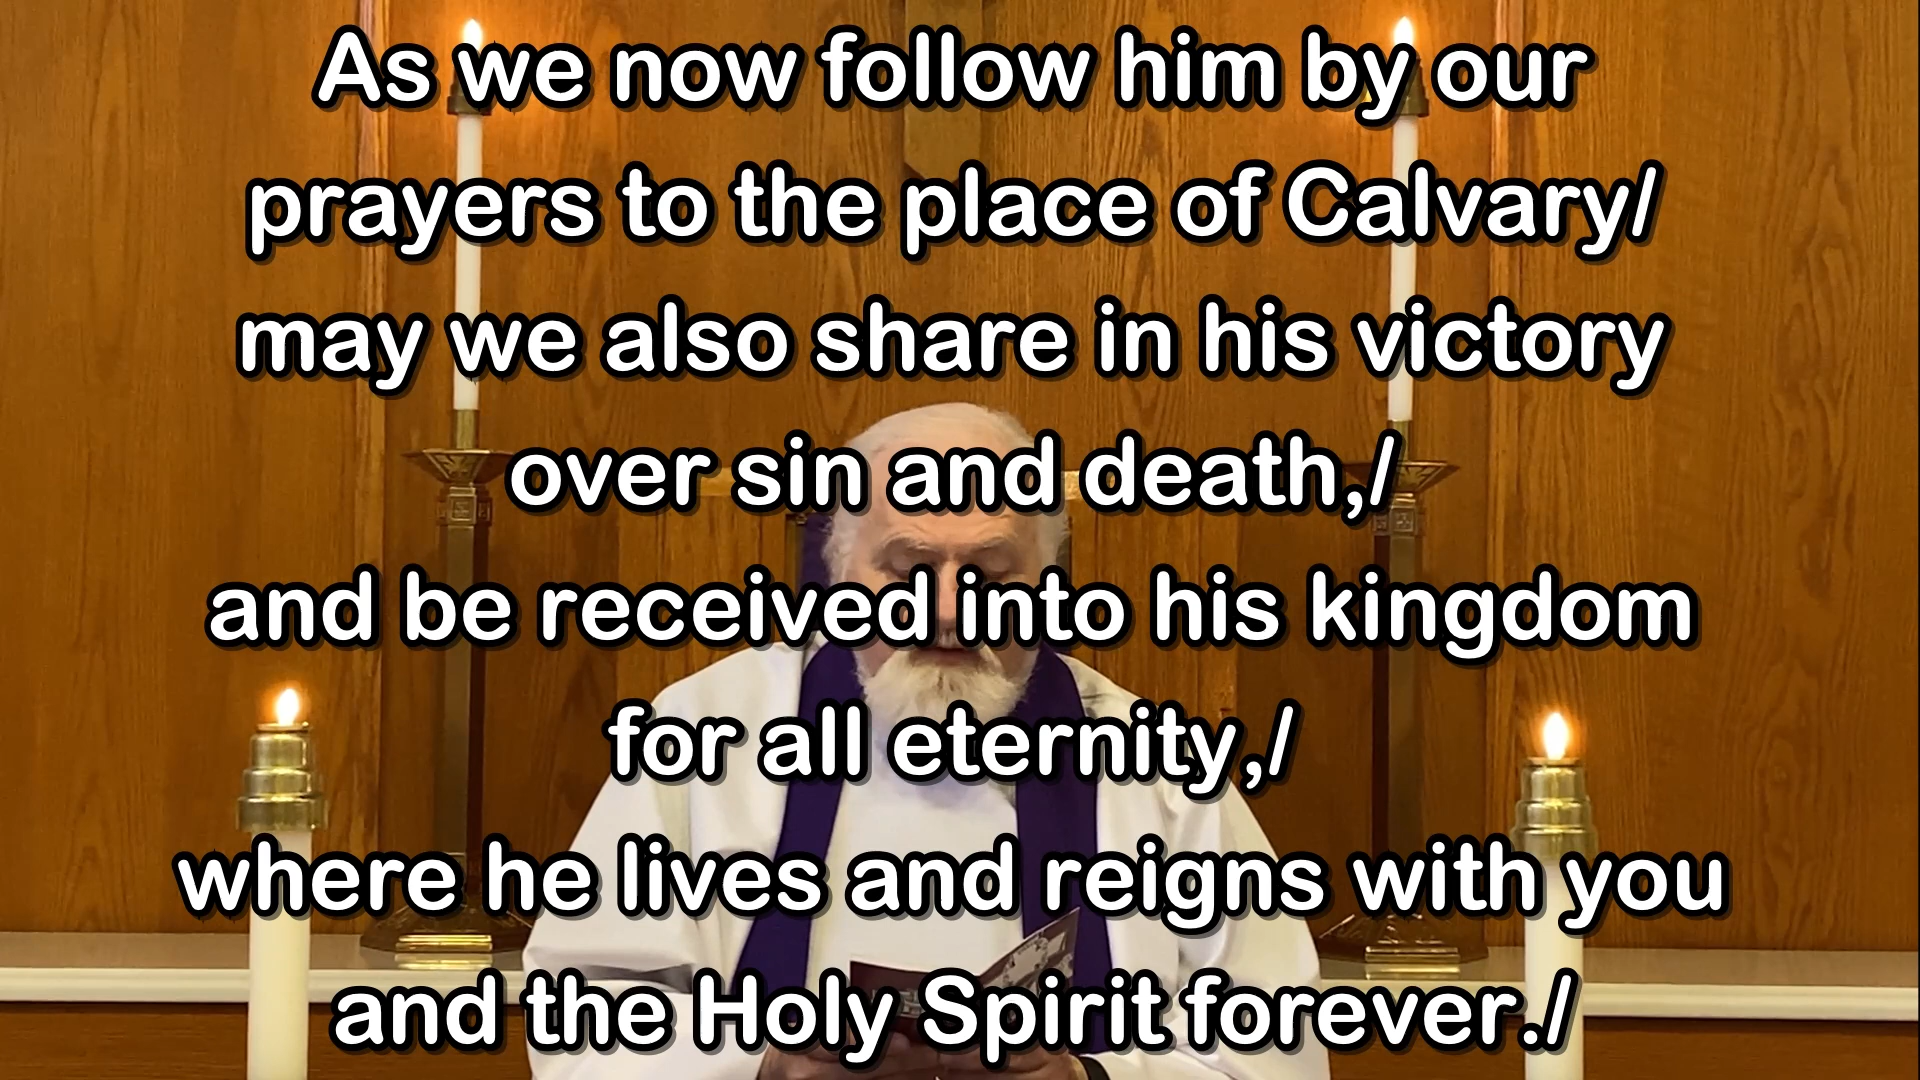 As we now follow him by our
prayers to the place of Calvary/
may we also share in his victory
over sin and death,/
and be received into his kingdom
for all eternity,/
where he lives and reigns with you
and the Holy Spirit forever./